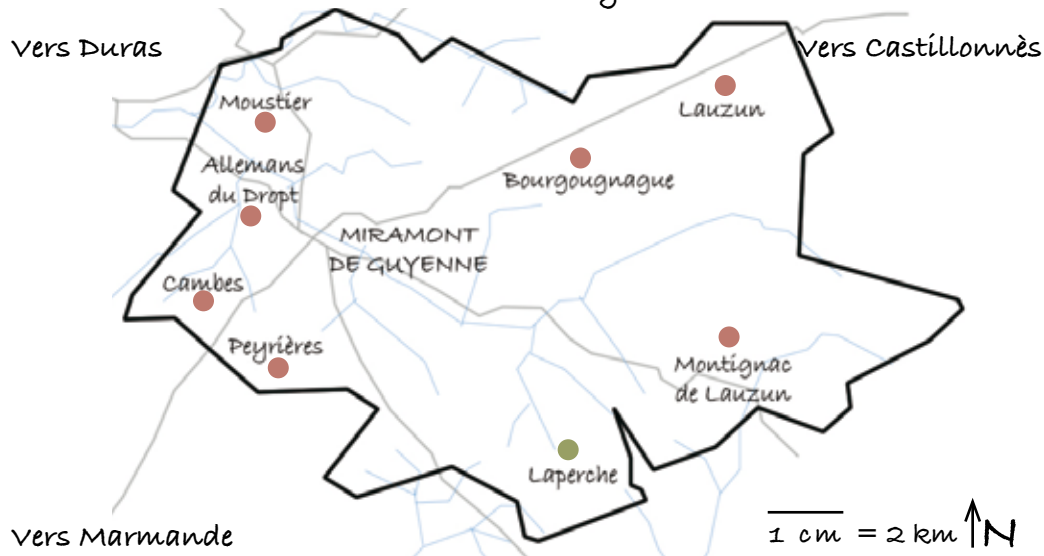 Vers Duras
Vers Castillonnès
Moustier
Lauzun
Allemans
du Dropt
Bourgougnague
MIRAMONT
DE GUYENNE
Cambes
Peyrières
Montignac
de Lauzun
Laperche
Vers Marmande
1 cm = 2 km N